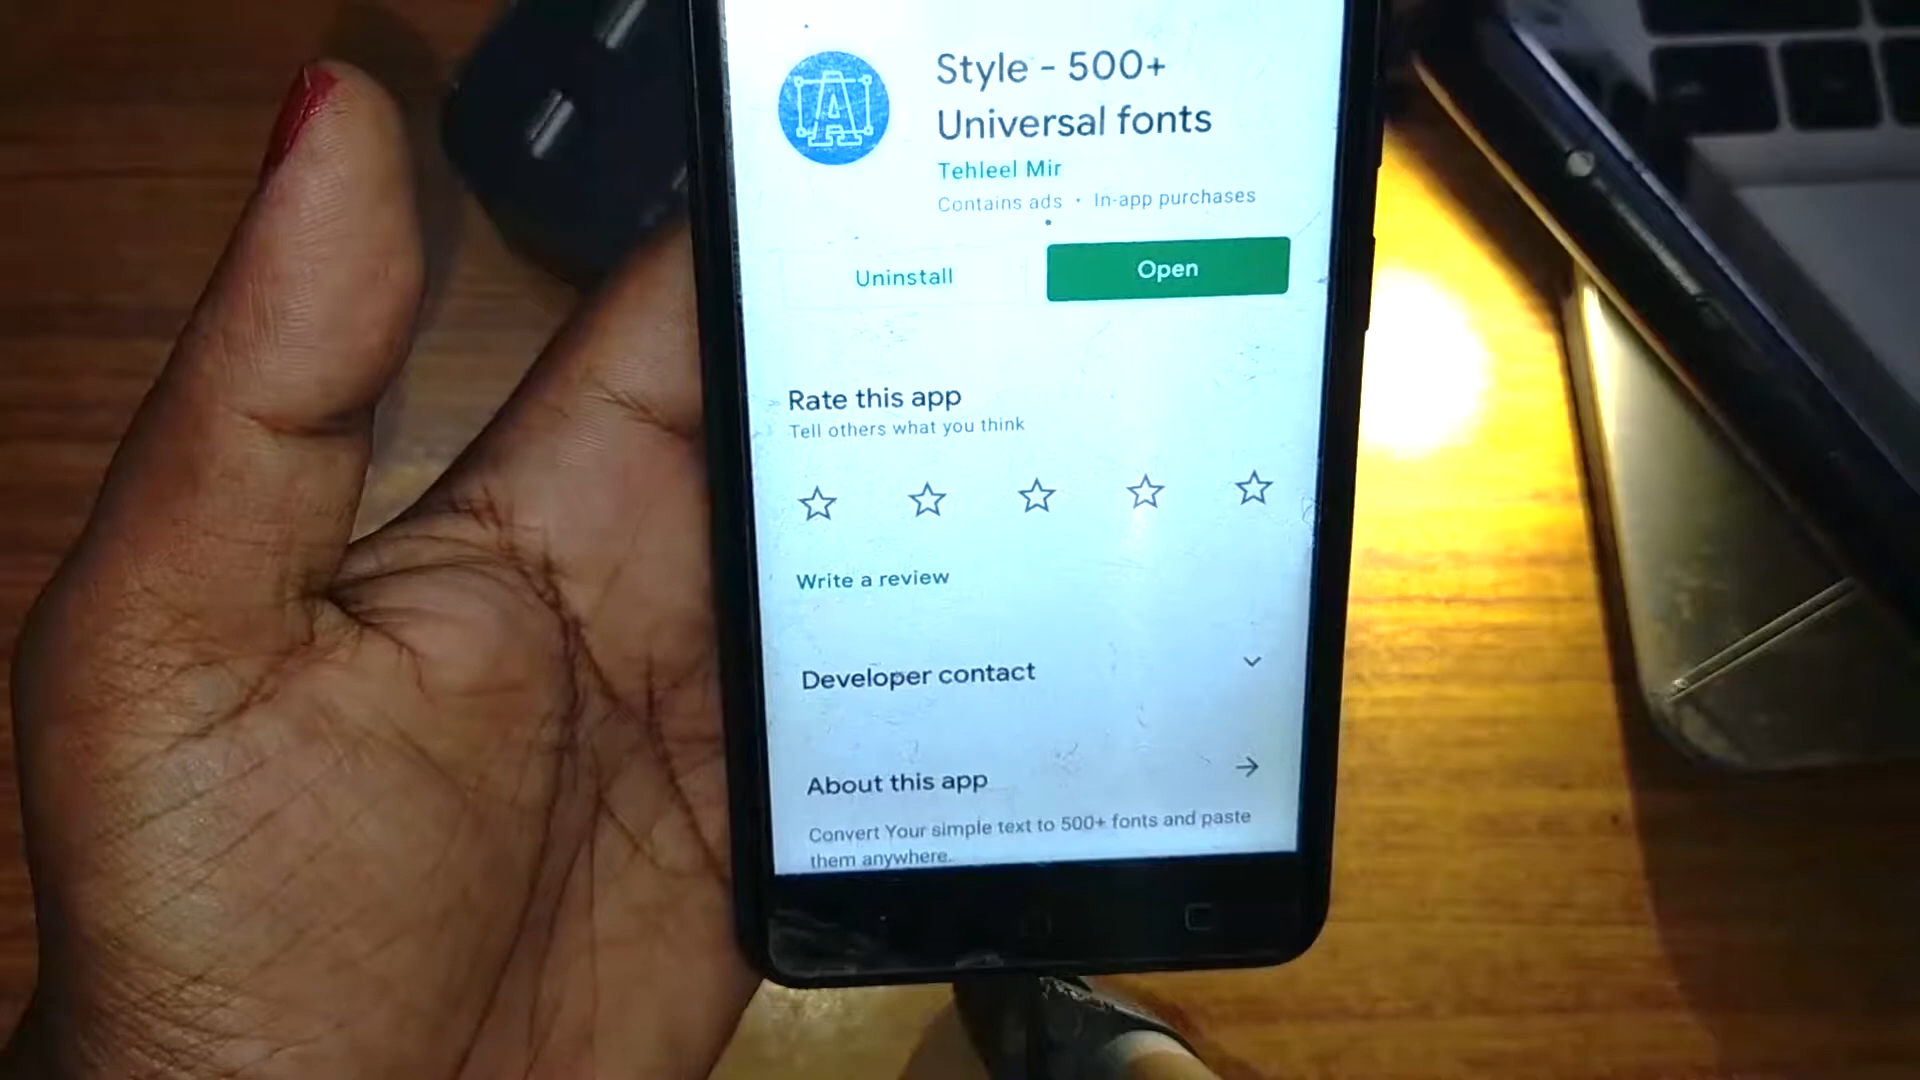 Style - 500+
Universal fonts
Tehleel Mir
Contains ads · In-app purchases
Uninstall
Open
Rate this app
Tell others what you think
Write a review
Developer contact
About this app
Convert Your simple text to 500+ fonts and paste
them anywhere.